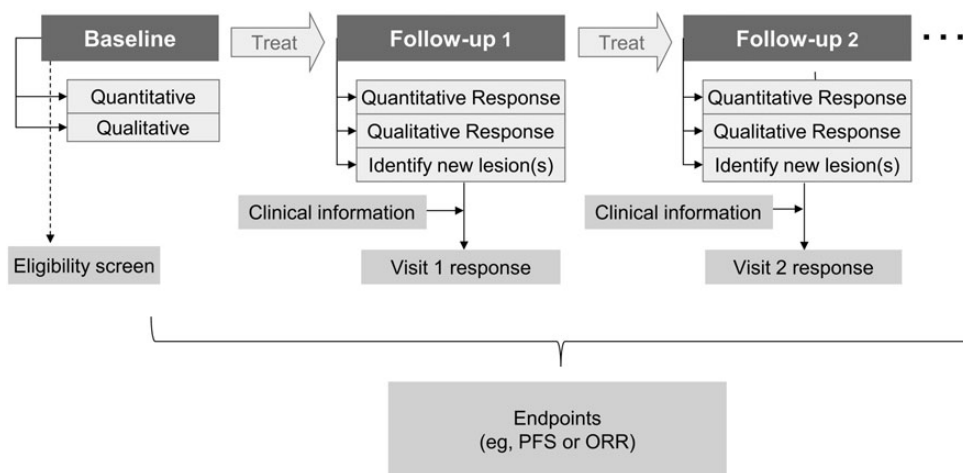 Baseline
Treat
Follow-up 1
Treat
Follow-up 2
...
Quantitative
Qualitative
Quantitative Response
Qualitative Response
Identify new lesion(s)
Quantitative Response
Qualitative Response
Identify new lesion(s)
Clinical information
Clinical information
Eligibility screen
Visit 1 response
Visit 2 response
Endpoints
(eg, PFS or ORR)